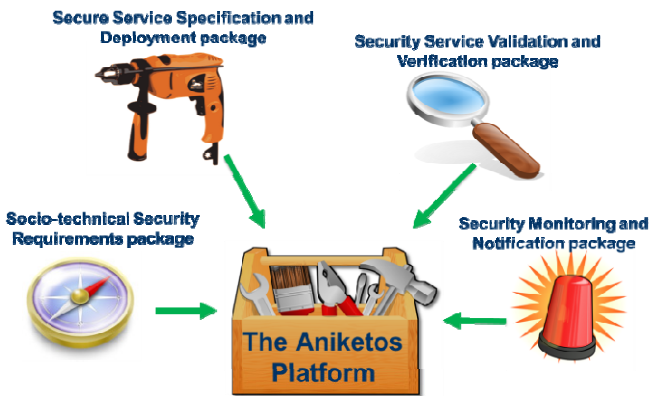 Secure Service Specification and
Deployment package
Security Service Validation and
Verification package
Socio-technical Security
Requirements package
Security Monitoring and
Notification package
The Aniketos
Platform